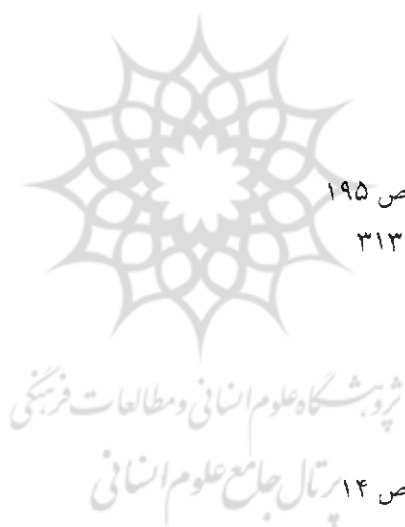 ص ۱۹۵
۳۱۳
پژوهشگاه علوم انسانی و مطالعات فرهنگی
ص ۱۴
پرتال جامع علوم انسانی